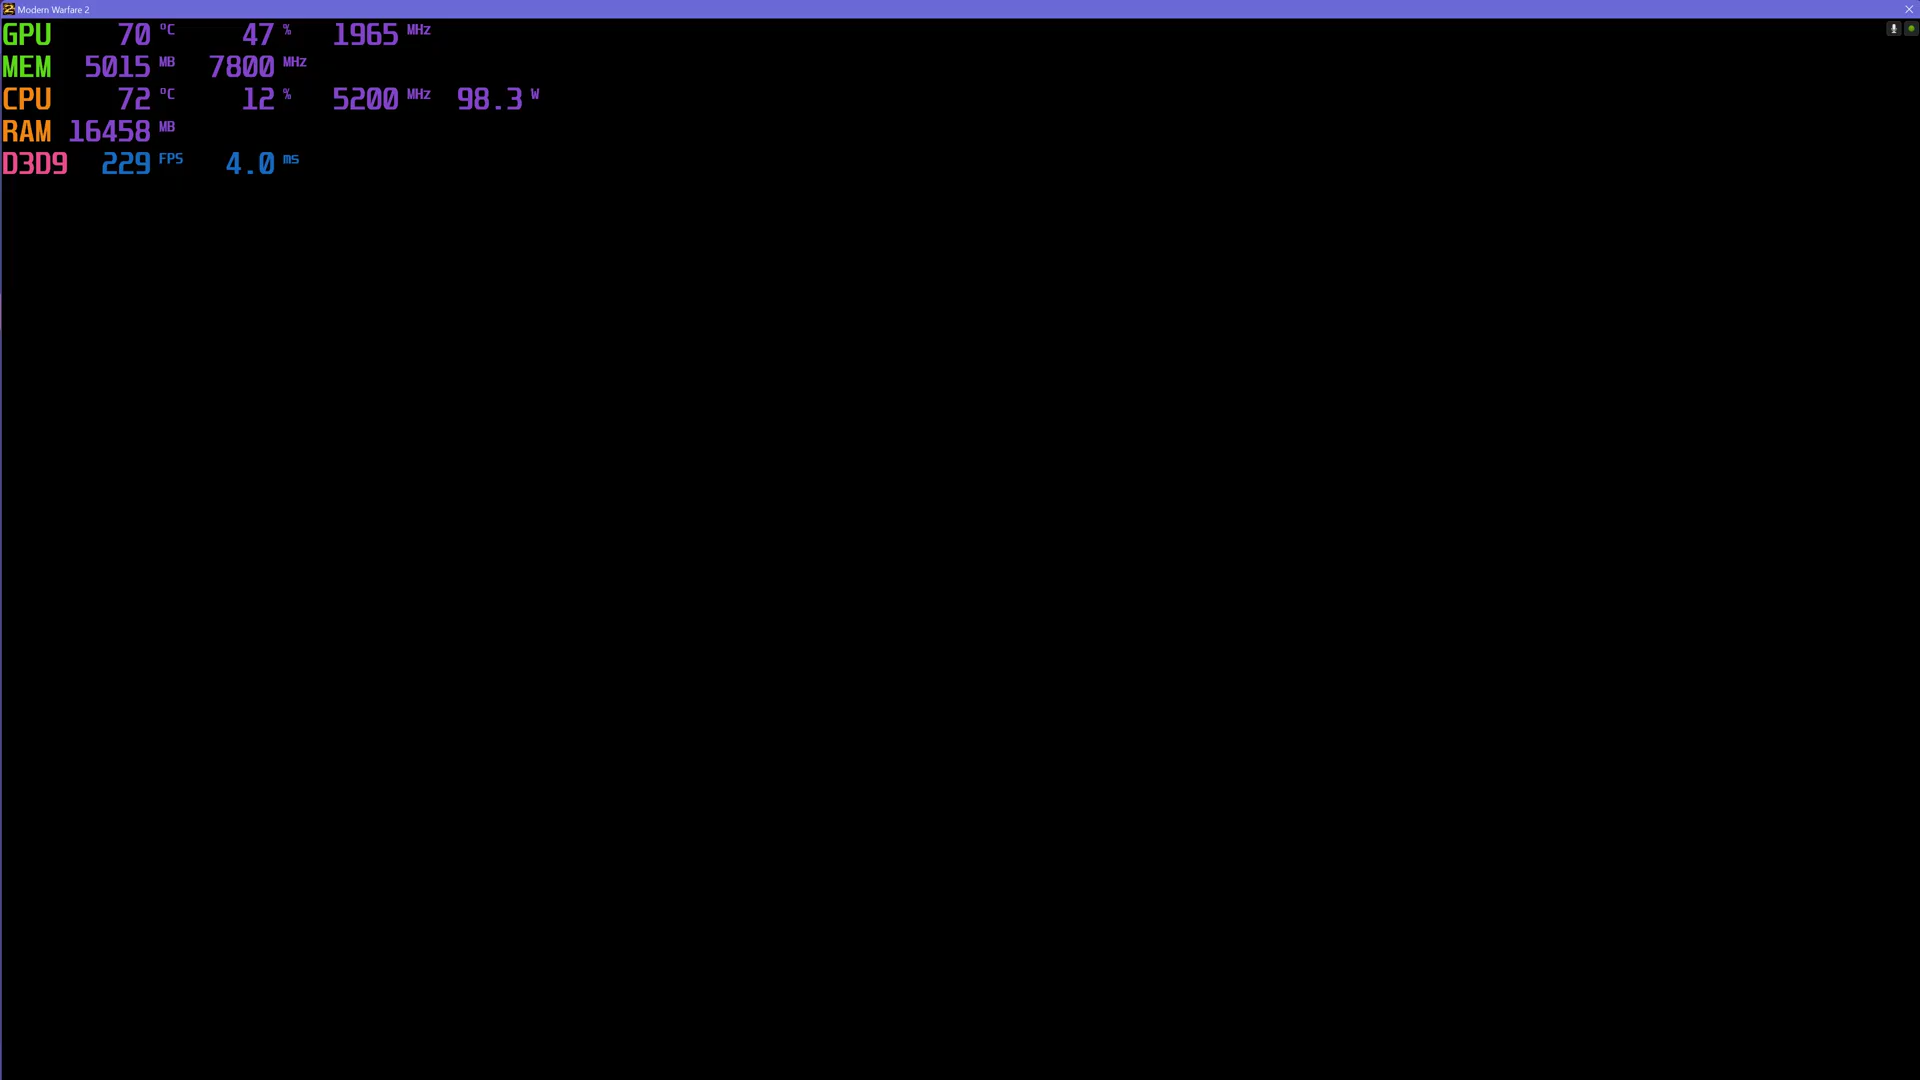 Modern Warfare 2
GPU 70 °C 47 % 1965 MHz
MEM 5015 MB 7800 MHz
CPU 72 °C 12 % 5200 MHz 98.3 W
RAM 16458 MB
D3D9 229 FPS 4.0 ms